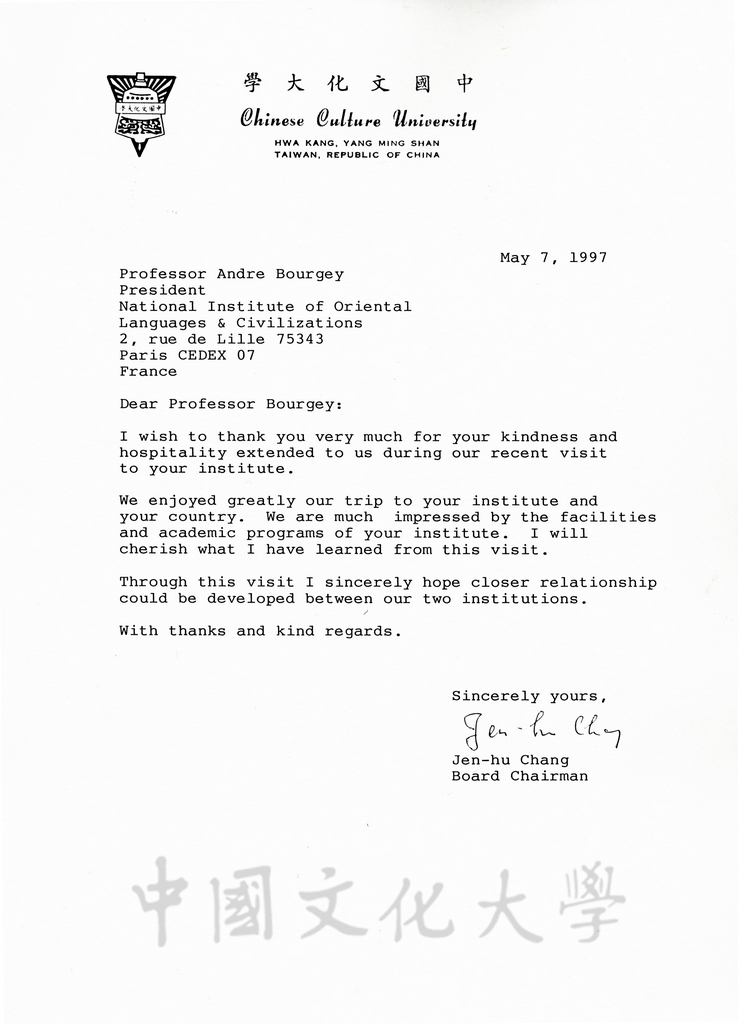 學大化文國中
Chinese Culture University
HWA KANG, YANG MING SHAN
TAIWAN, REPUBLIC OF CHINA
May 7, 1997
Professor Andre Bourgey
President
National Institute of Oriental
Languages & Civilizations
2, rue de Lille 75343
Paris CEDEX 07
France
Dear Professor Bourgey:
I wish to thank you very much for your kindness and
hospitality extended to us during our recent visit
to your institute.
We enjoyed greatly our trip to your institute and
your country.  We are much  impressed by the facilities
and academic programs of your institute.  I will
cherish what I have learned from this visit.
Through this visit I sincerely hope closer relationship
could be developed between our two institutions.
With thanks and kind regards.
Sincerely yours,
Jen-hu Chang
Jen-hu Chang
Board Chairman
中國文化大學